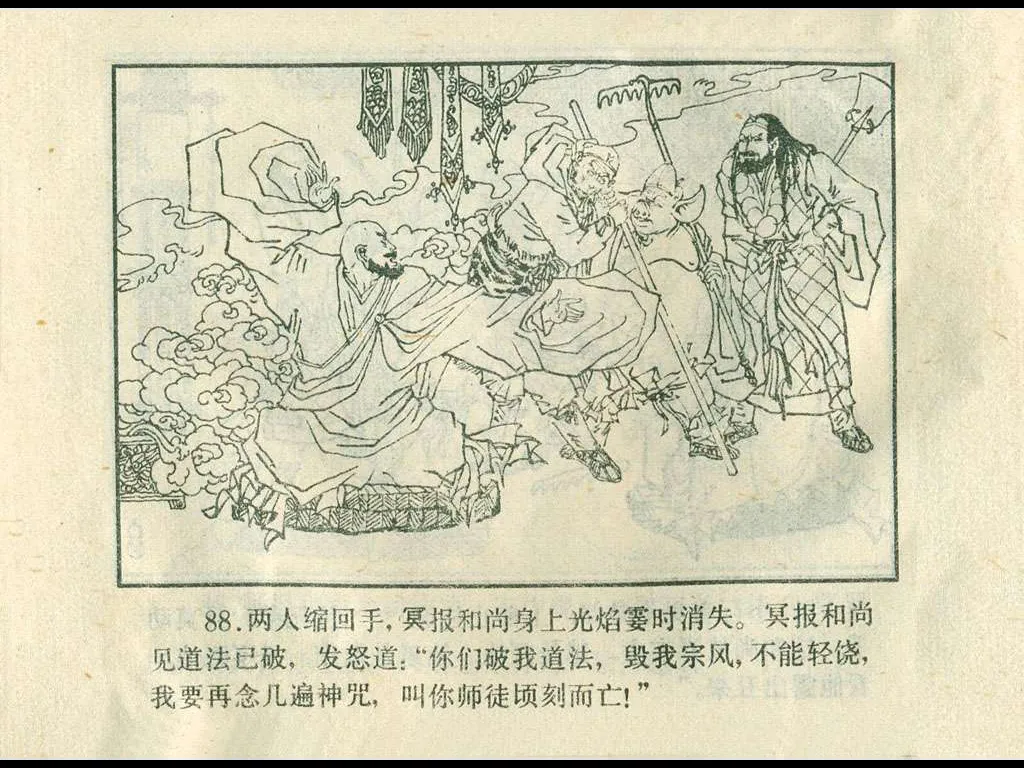 88.两人缩回手，冥报和尚身上光焰霎时消失。冥报和尚
见道法已破，发怒道：“你们破我道法，毁我宗风，不能轻饶，
我要再念几遍神咒，叫你师徒顷刻而亡！”